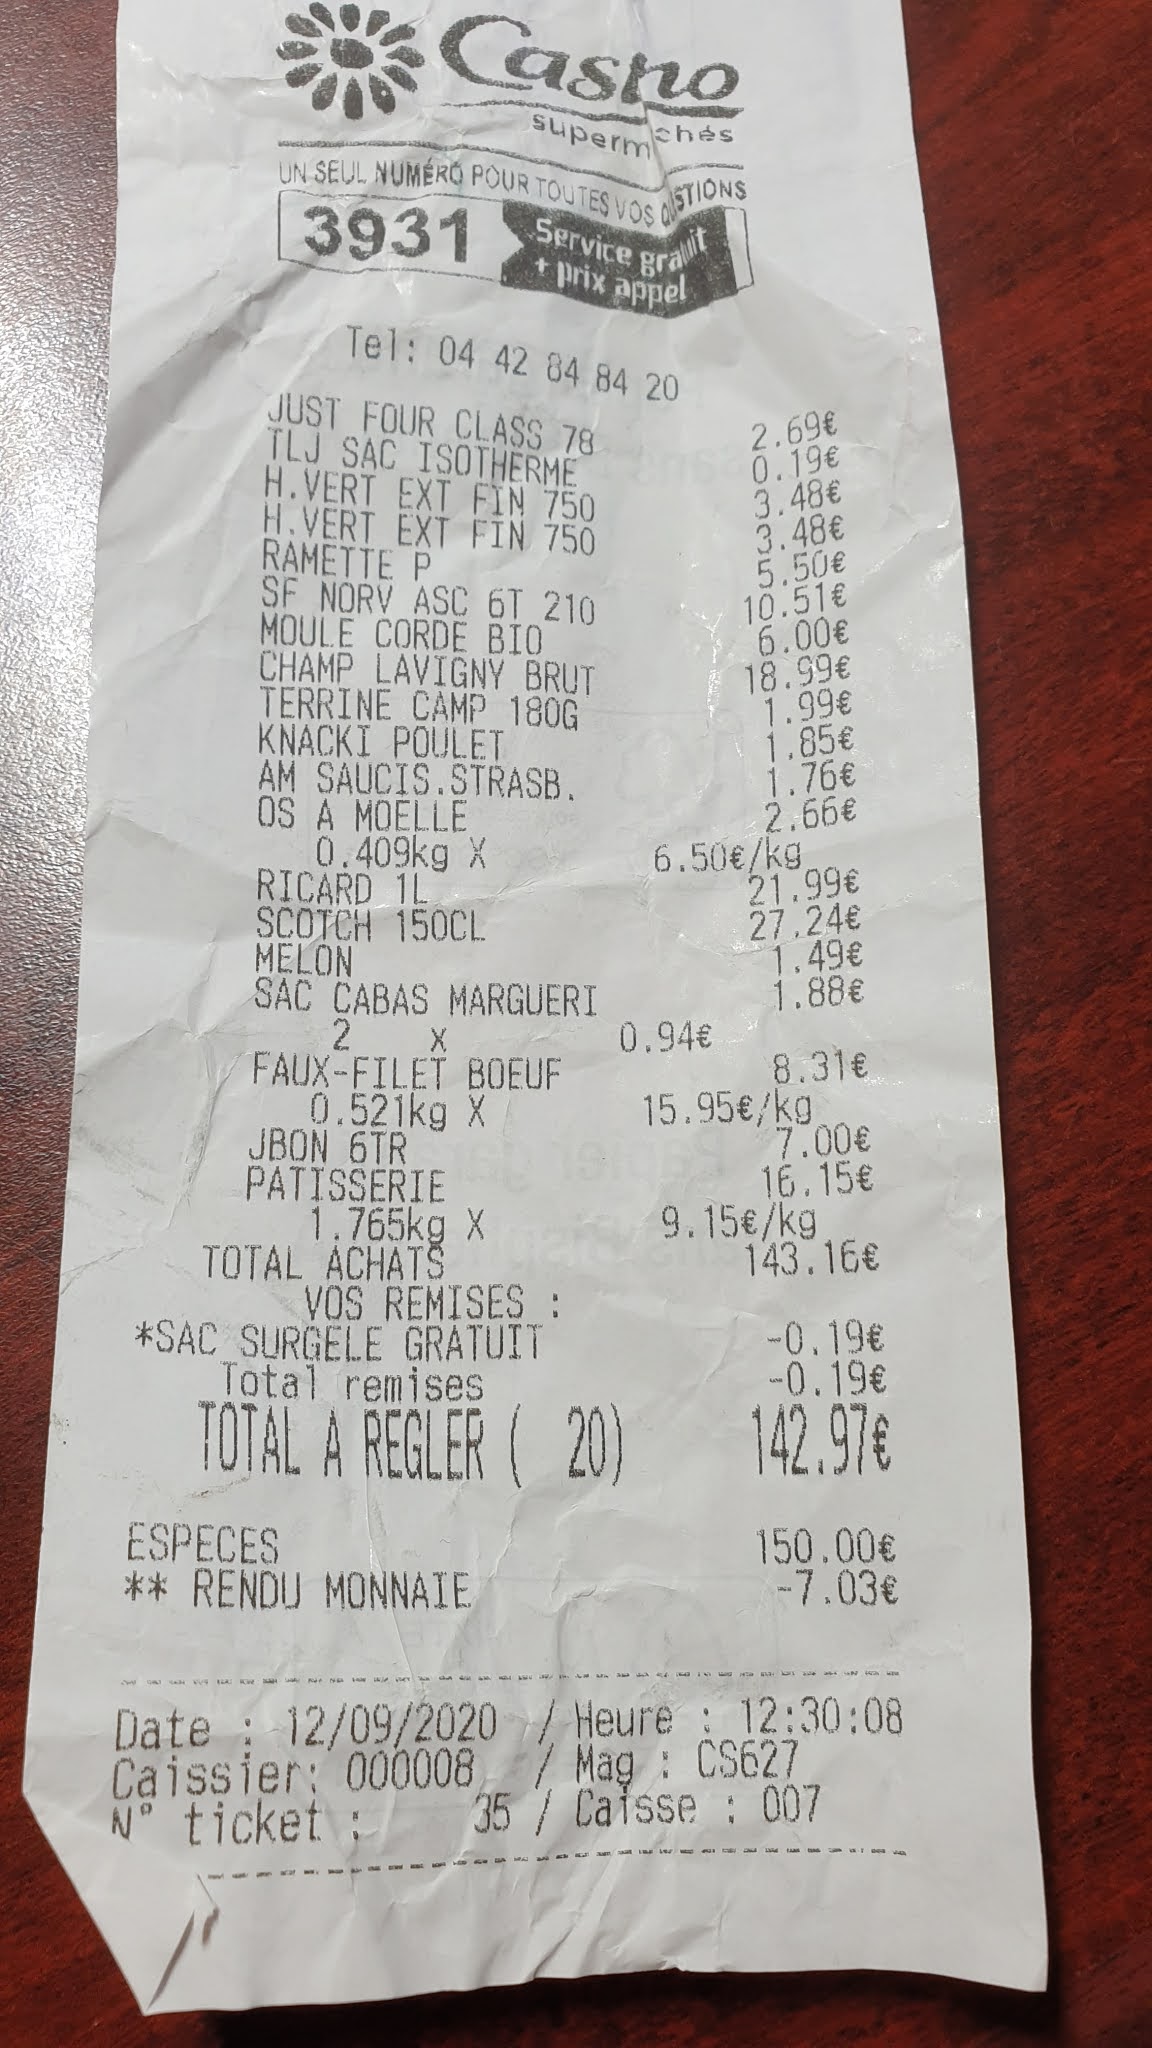 Casino
supermchés
UN SEUL NUMÉRO POUR TOUTES VOS QUSTIONS
3931
Service gratuit
+ prix appel
Tel: 04 42 84 84 20
JUST FOUR CLASS 78 2.69€
TLJ SAC ISOTHERME 0.19€
H.VERT EXT FIN 750 3.48€
H.VERT EXT FIN 750 3.48€
RAMETTE P 5.50€
SF NORV ASC 6T 210 10.51€
MOULE CORDE BIO 6.00€
CHAMP LAVIGNY BRUT 18.99€
TERRINE CAMP 180G 1.99€
KNACKI POULET 1.85€
AM SAUCIS.STRASB. 1.76€
OS A MOELLE 2.66€
0.409kg X 6.50€/kg
RICARD 1L 21.99€
SCOTCH 150CL 27.24€
MELON 1.49€
SAC CABAS MARGUERI 1.88€
2 X 0.94€
FAUX-FILET BOEUF 8.31€
0.521kg X 15.95€/kg
JBON 6TR 7.00€
PATISSERIE 16.15€
1.765kg X 9.15€/kg
TOTAL ACHATS 143.16€
VOS REMISES :
*SAC SURGELE GRATUIT -0.19€
Total remises -0.19€
TOTAL A REGLER ( 20) 142.97€
ESPECES 150.00€
** RENDU MONNAIE -7.03€
Date : 12/09/2020 / Heure : 12:30:08
Caissier: 000008 / Mag : CS627
N° ticket : 35 / Caisse : 007